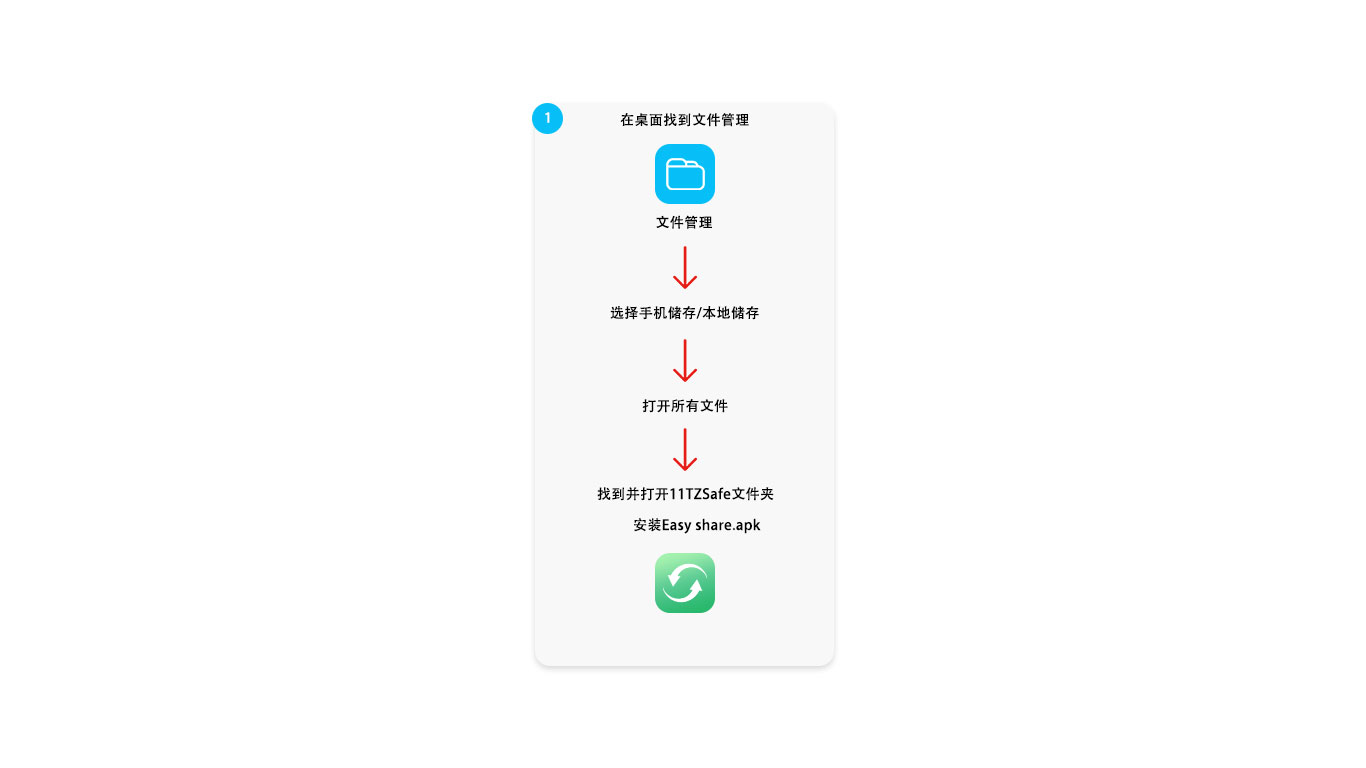 1
在桌面找到文件管理
文件管理
选择手机储存/本地储存
打开所有文件
找到并打开11TZSafe文件夹
安装Easy share.apk